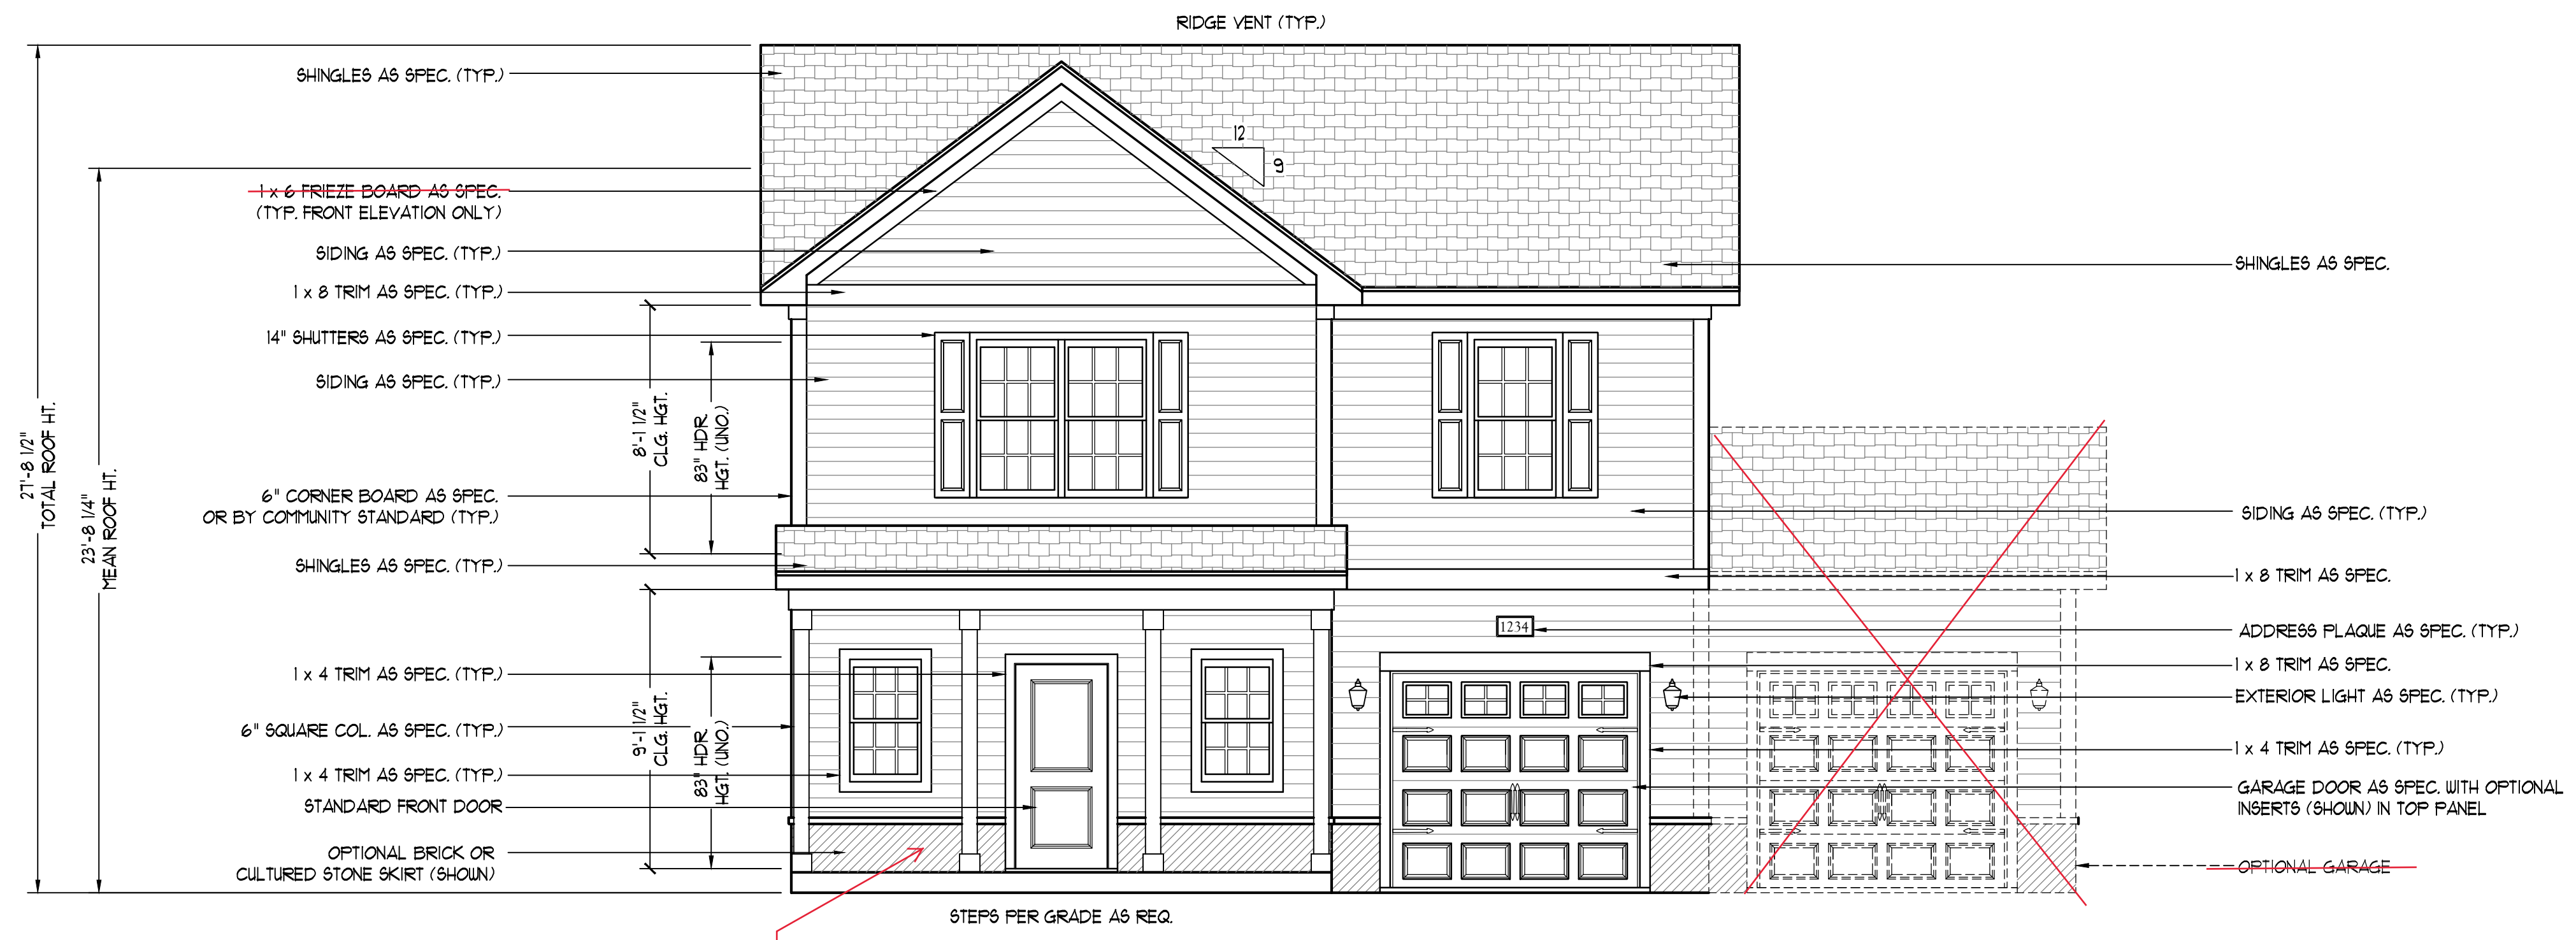 RIDGE VENT (TYP.)
SHINGLES AS SPEC. (TYP.)
1 x 6 FRIEZE BOARD AS SPEC.
(TYP. FRONT ELEVATION ONLY)
SIDING AS SPEC. (TYP.)
1 x 8 TRIM AS SPEC. (TYP.)
14" SHUTTERS AS SPEC. (TYP.)
SIDING AS SPEC. (TYP.)
6" CORNER BOARD AS SPEC.
OR BY COMMUNITY STANDARD (TYP.)
SHINGLES AS SPEC. (TYP.)
1 x 4 TRIM AS SPEC. (TYP.)
6" SQUARE COL. AS SPEC. (TYP.)
1 x 4 TRIM AS SPEC. (TYP.)
STANDARD FRONT DOOR
OPTIONAL BRICK OR
CULTURED STONE SKIRT (SHOWN)
27'-8 1/2"
TOTAL ROOF HT.
23'-8 1/4"
MEAN ROOF HT.
8'-1 1/2"
CLG. HGT.
83" HDR
HGT. (UNO.)
9'-1 1/2"
CLG. HGT.
83" HDR
HGT. (UNO.)
12
9
1234
STEPS PER GRADE AS REQ.
SHINGLES AS SPEC.
SIDING AS SPEC. (TYP.)
1 x 8 TRIM AS SPEC.
ADDRESS PLAQUE AS SPEC. (TYP.)
1 x 8 TRIM AS SPEC.
EXTERIOR LIGHT AS SPEC. (TYP.)
1 x 4 TRIM AS SPEC. (TYP.)
GARAGE DOOR AS SPEC. WITH OPTIONAL
INSERTS (SHOWN) IN TOP PANEL
OPTIONAL GARAGE